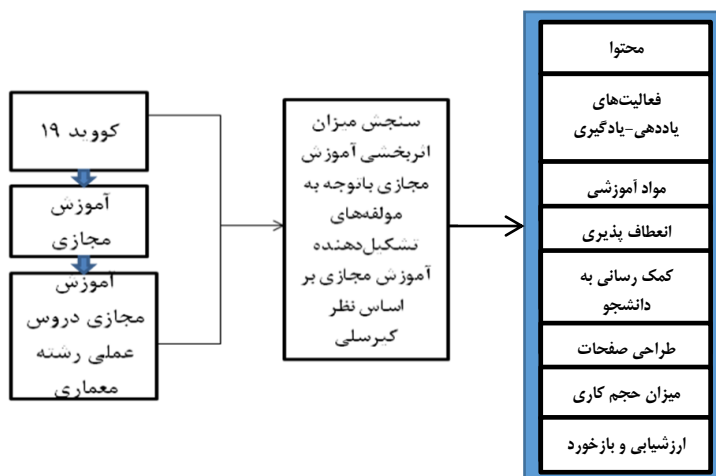 کووید ۱۹
آموزش
مجازی
آموزش
مجازی دروس
عملی رشته
معماری
سنجش میزان
اثربخشی آموزش
مجازی باتوجه به
مولفه‌های
تشکیل‌دهنده
آموزش مجازی بر
اساس نظر
کیرسلی
محتوا
فعالیت‌های
یاددهی-یادگیری
مواد آموزشی
انعطاف پذیری
کمک رسانی به
دانشجو
طراحی صفحات
میزان حجم کاری
ارزشیابی و بازخورد